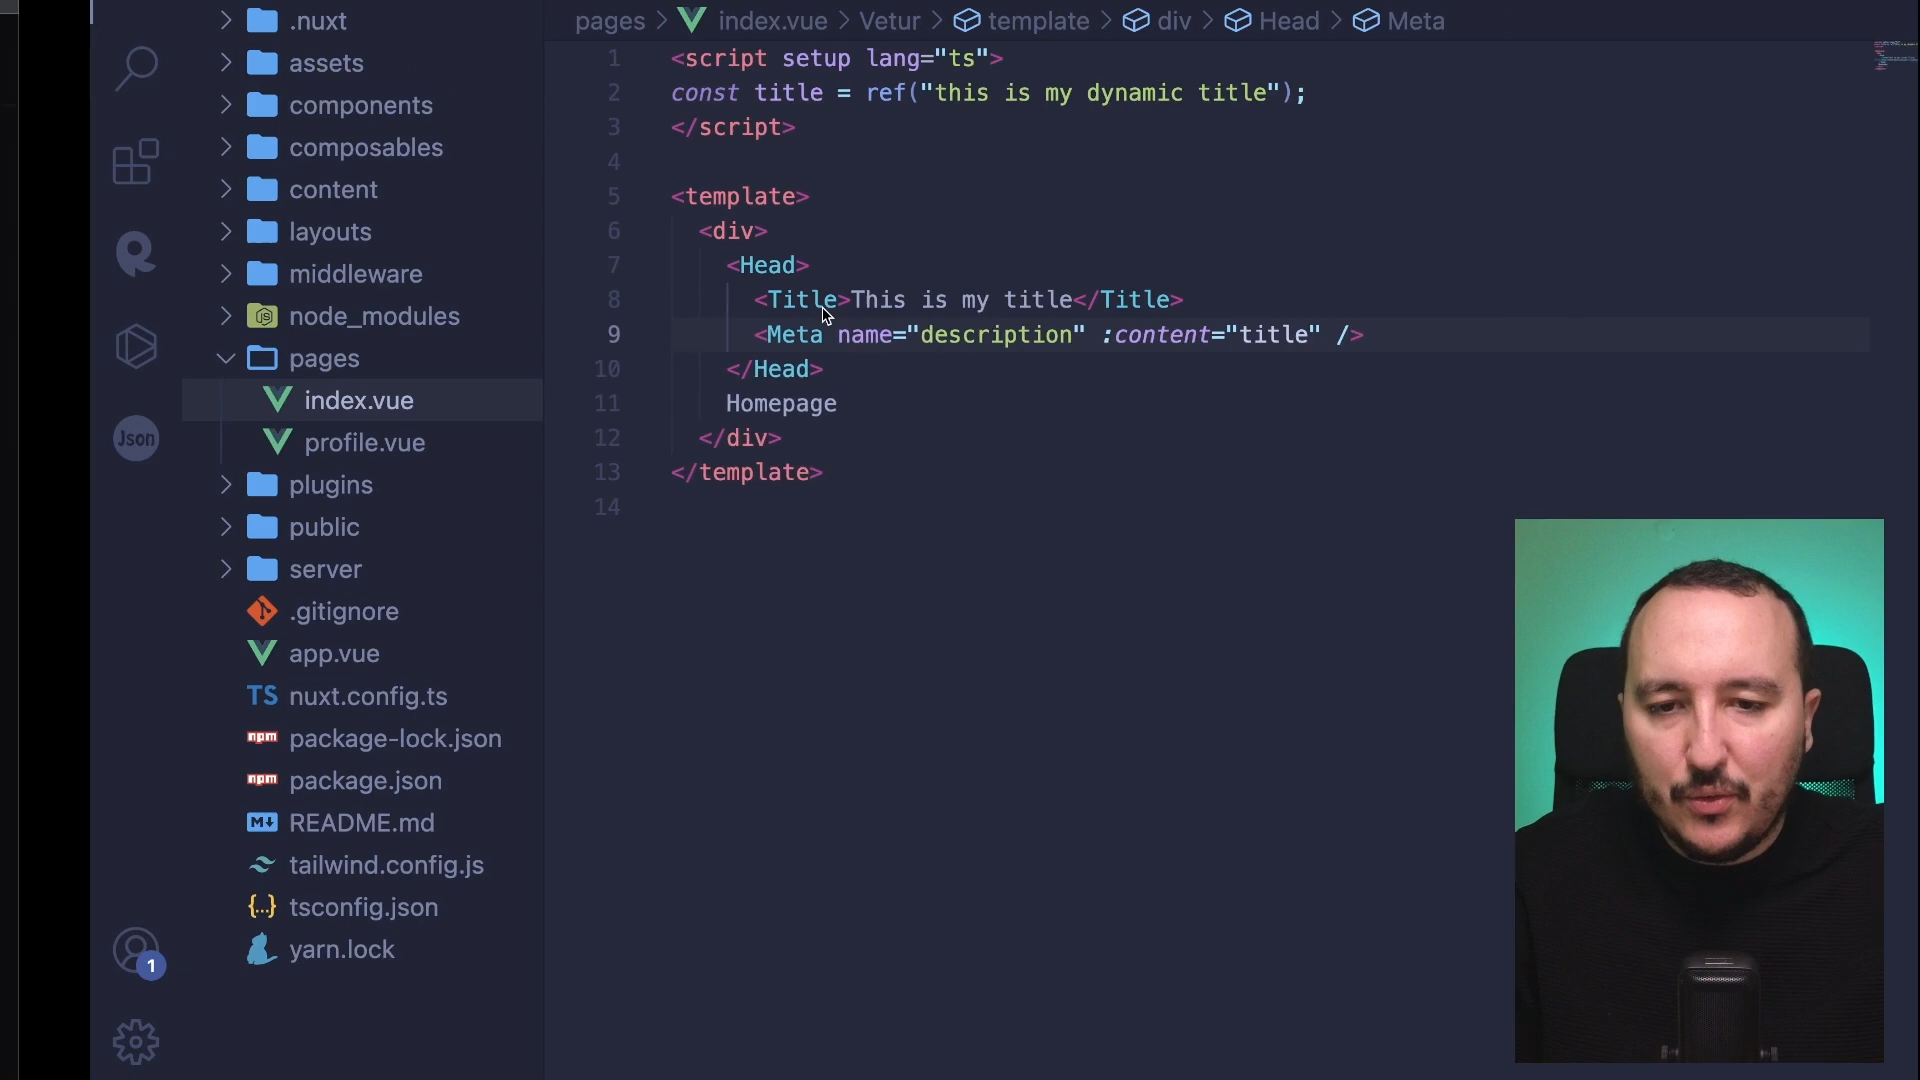 .nuxt
assets
components
composables
content
layouts
middleware
node_modules
pages
index.vue
profile.vue
plugins
public
server
.gitignore
app.vue
TS nuxt.config.ts
npm package-lock.json
npm package.json
M README.md
tailwind.config.js
{...} tsconfig.json
yarn.lock
Json
1
pages > index.vue > Vetur > template > div > Head > Meta
1 <script setup lang="ts">
2 const title = ref("this is my dynamic title");
3 </script>
4
5 <template>
6 <div>
7 <Head>
8 <Title>This is my title</Title>
9 <Meta name="description" :content="title" />
10 </Head>
11 Homepage
12 </div>
13 </template>
14